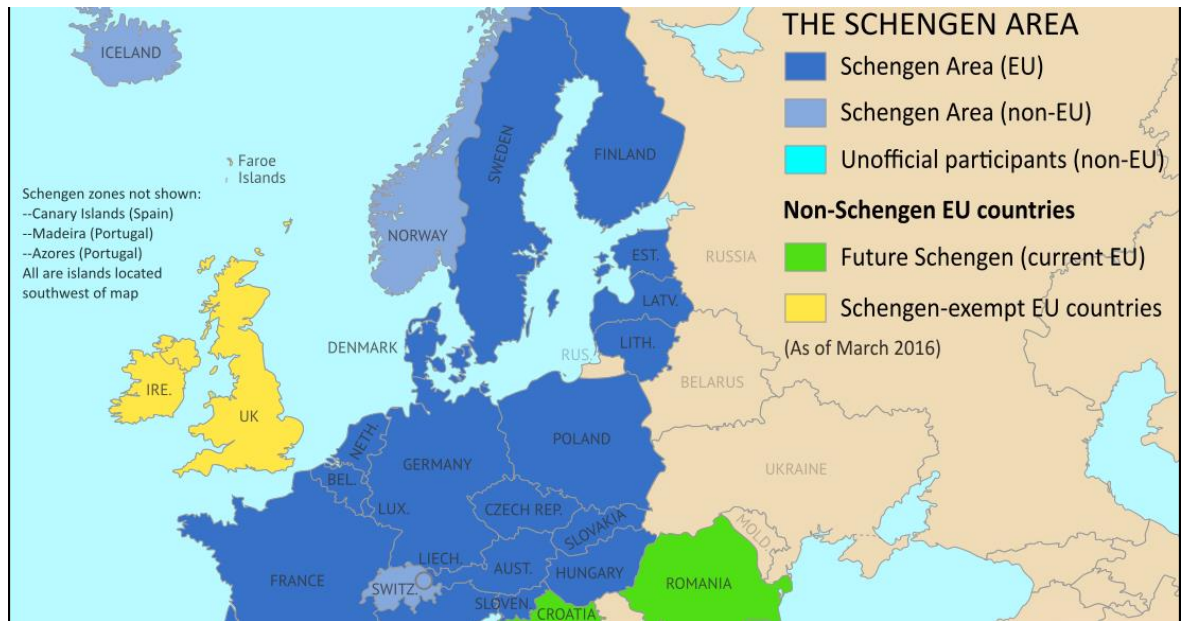 THE SCHENGEN AREA
Schengen Area (EU)
Schengen Area (non-EU)
Unofficial participants (non-EU)
Non-Schengen EU countries
Future Schengen (current EU)
Schengen-exempt EU countries
(As of March 2016)
ICELAND
Faroe
Islands
Schengen zones not shown:
--Canary Islands (Spain)
--Madeira (Portugal)
--Azores (Portugal)
All are islands located
southwest of map
SWEDEN
FINLAND
NORWAY
EST.
RUSSIA
LATV.
DENMARK
LITH.
RUS.
BELARUS
IRE.
UK
NETH.
POLAND
GERMANY
BEL.
UKRAINE
LUX.
CZECH REP.
SLOVAKIA
MOLD.
LIECH.
AUST.
HUNGARY
FRANCE
SWITZ.
ROMANIA
SLOVEN.
CROATIA